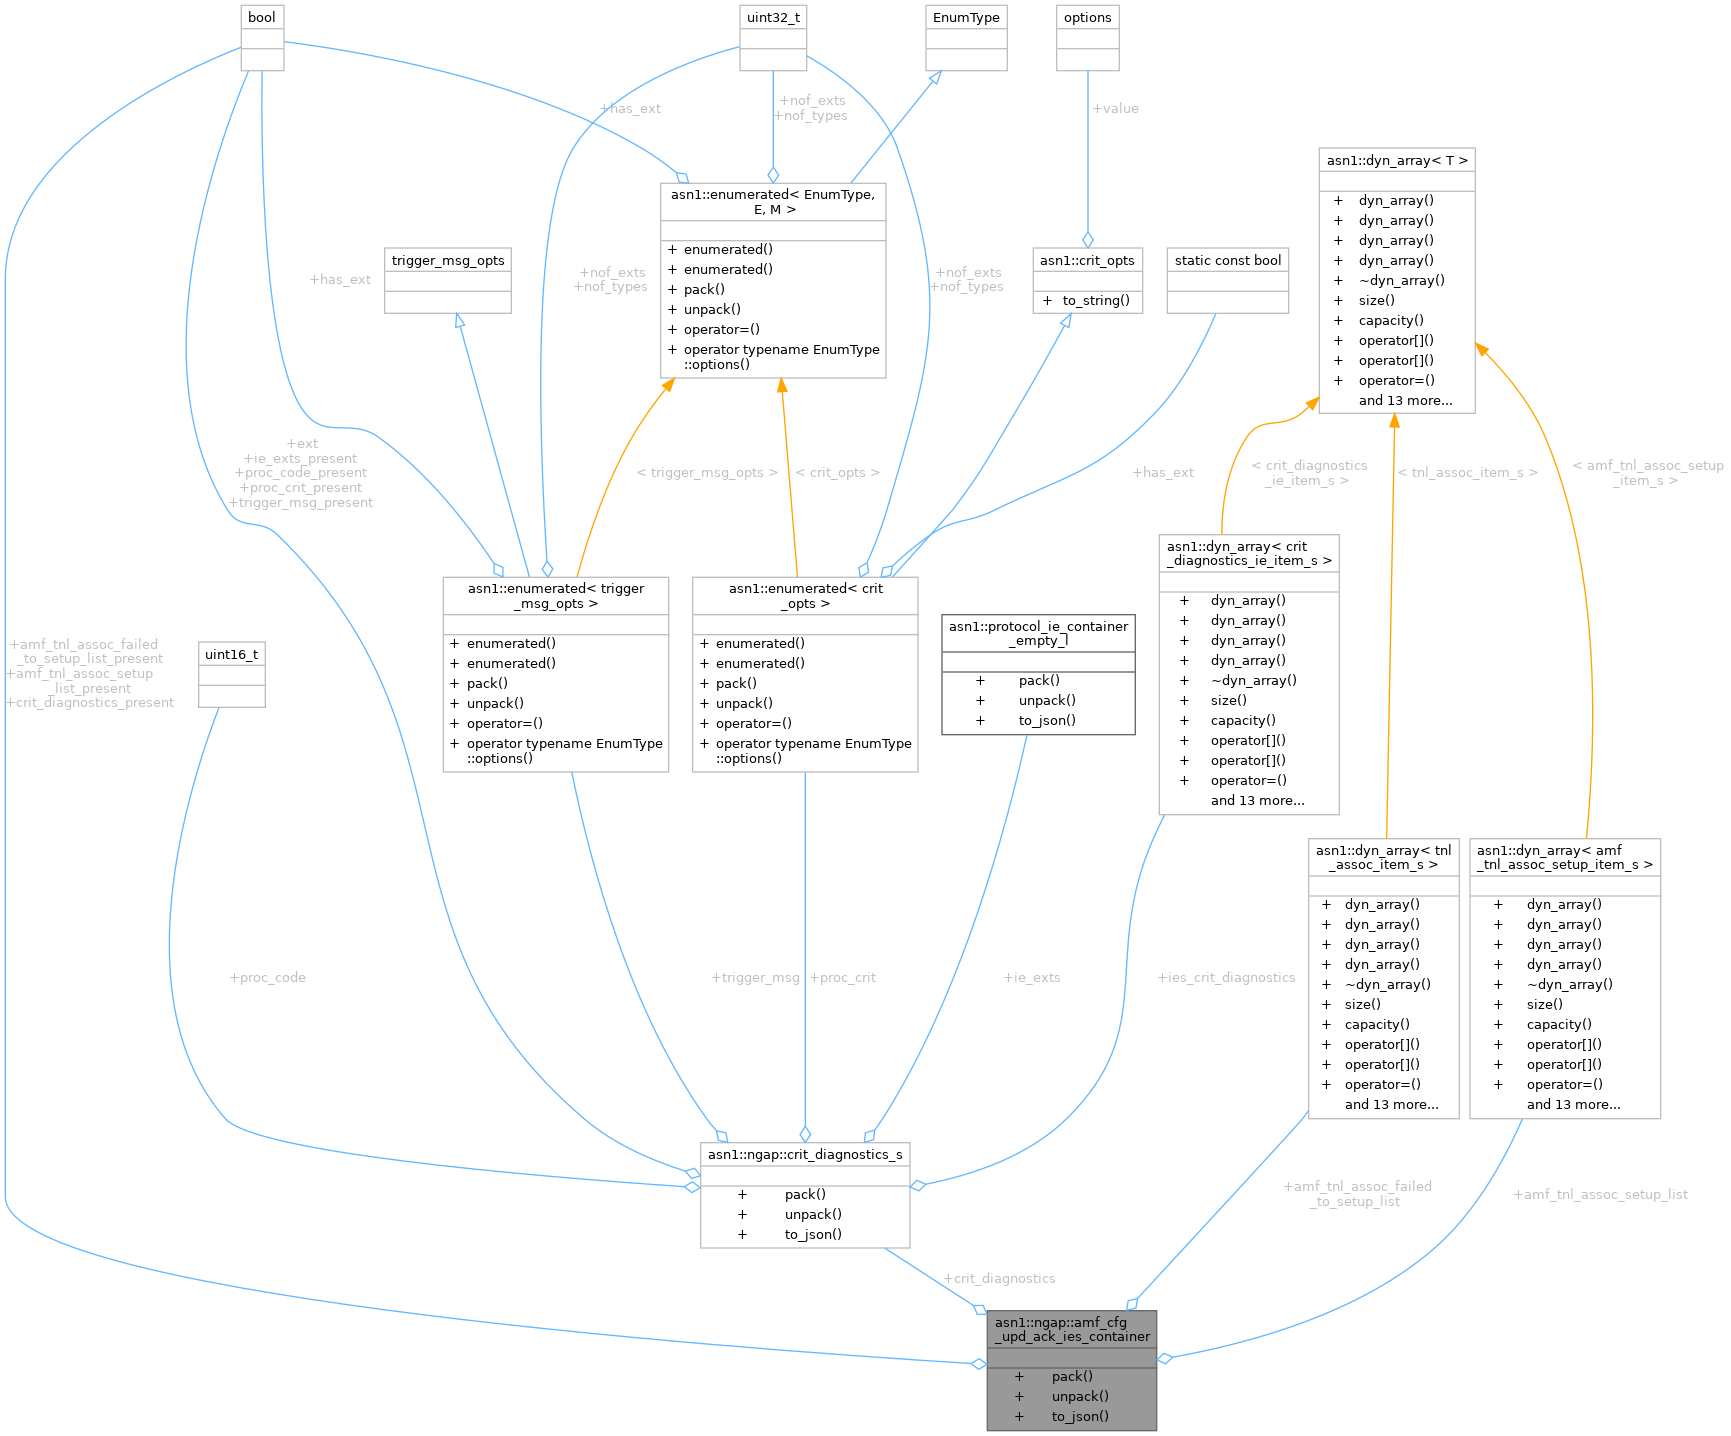 bool
uint32_t
EnumType
options
+has_ext
+nof_exts
+nof_types
+value
asn1::dyn_array< T >
+ dyn_array()
+ dyn_array()
+ dyn_array()
+ dyn_array()
+ ~dyn_array()
+ size()
+ capacity()
+ operator[]()
+ operator[]()
+ operator=()
and 13 more...
asn1::enumerated< EnumType,
E, M >
+ enumerated()
+ enumerated()
+ pack()
+ unpack()
+ operator=()
+ operator typename EnumType
::options()
trigger_msg_opts
asn1::crit_opts
+ to_string()
static const bool
+has_ext
+nof_exts
+nof_types
+nof_exts
+nof_types
+ext
+ie_exts_present
+proc_code_present
+proc_crit_present
+trigger_msg_present
< trigger_msg_opts >
< crit_opts >
+has_ext
< crit_diagnostics
_ie_item_s >
< tnl_assoc_item_s >
< amf_tnl_assoc_setup
_item_s >
asn1::enumerated< trigger
_msg_opts >
+ enumerated()
+ enumerated()
+ pack()
+ unpack()
+ operator=()
+ operator typename EnumType
::options()
asn1::enumerated< crit
_opts >
+ enumerated()
+ enumerated()
+ pack()
+ unpack()
+ operator=()
+ operator typename EnumType
::options()
asn1::protocol_ie_container
_empty_l
+ pack()
+ unpack()
+ to_json()
asn1::dyn_array< crit
_diagnostics_ie_item_s >
+ dyn_array()
+ dyn_array()
+ dyn_array()
+ dyn_array()
+ ~dyn_array()
+ size()
+ capacity()
+ operator[]()
+ operator[]()
+ operator=()
and 13 more...
+amf_tnl_assoc_failed
_to_setup_list_present
+amf_tnl_assoc_setup
_list_present
+crit_diagnostics_present
uint16_t
asn1::dyn_array< tnl
_assoc_item_s >
+ dyn_array()
+ dyn_array()
+ dyn_array()
+ dyn_array()
+ ~dyn_array()
+ size()
+ capacity()
+ operator[]()
+ operator[]()
+ operator=()
and 13 more...
asn1::dyn_array< amf
_tnl_assoc_setup_item_s >
+ dyn_array()
+ dyn_array()
+ dyn_array()
+ dyn_array()
+ ~dyn_array()
+ size()
+ capacity()
+ operator[]()
+ operator[]()
+ operator=()
and 13 more...
+proc_code
+trigger_msg
+proc_crit
+ie_exts
+ies_crit_diagnostics
asn1::ngap::crit_diagnostics_s
+ pack()
+ unpack()
+ to_json()
+amf_tnl_assoc_failed
_to_setup_list
+amf_tnl_assoc_setup_list
+crit_diagnostics
asn1::ngap::amf_cfg
_upd_ack_ies_container
+ pack()
+ unpack()
+ to_json()